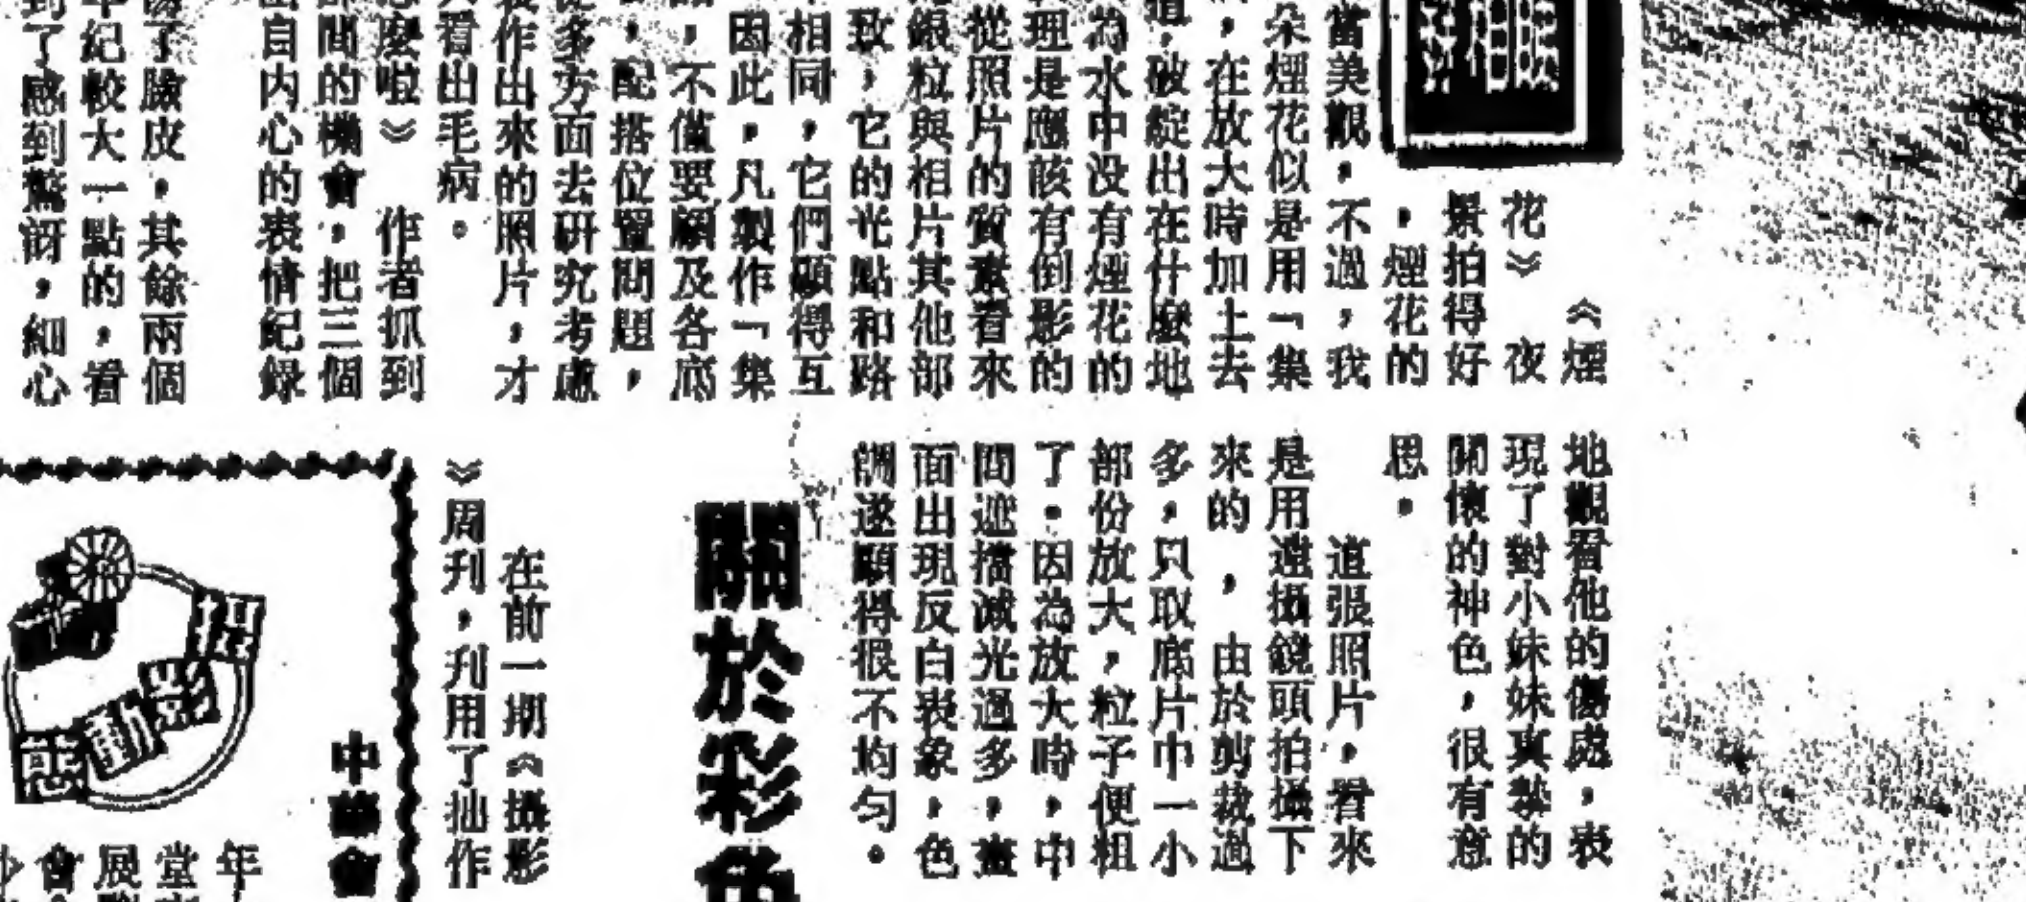 《煙
花》　夜
景拍得好
，煙花的
當美觀，不過，我
朵煙花似是用「集
，在放大時加上去
道，破綻出在什麼地
為水中没有煙花的
理是應該有倒影的
從照片的質素看來
銀粒與相片其他部
致，它的光點和路
相同，它們顯得互
因此，凡製作「集
，不僅要顧及各底
，配搭位置問題，
從多方面去研究考慮
作出來的照片，才
看出毛病。
怎麼啦》　作者抓到
間的機會，把三個
自内心的表情紀錄
了臉皮，其餘兩個
年紀較大一點的，看
到了感到驚訝，細心
地觀看他的傷處，表
現了對小妹妹真摯的
關懷的神色，很有意
思。
這張照片，看來
是用遠攝鏡頭拍攝下
來的，由於剪裁過
多，只取底片中一小
部份放大，粒子便粗
了。因為放大時，中
間遮擋減光過多，畫
面出現反白表象，色
調遂顯得很不均勻。
關於彩色
在前一期《攝影
》周刋，刋用了拙作
攝影動態
中華會
年
堂
展
會